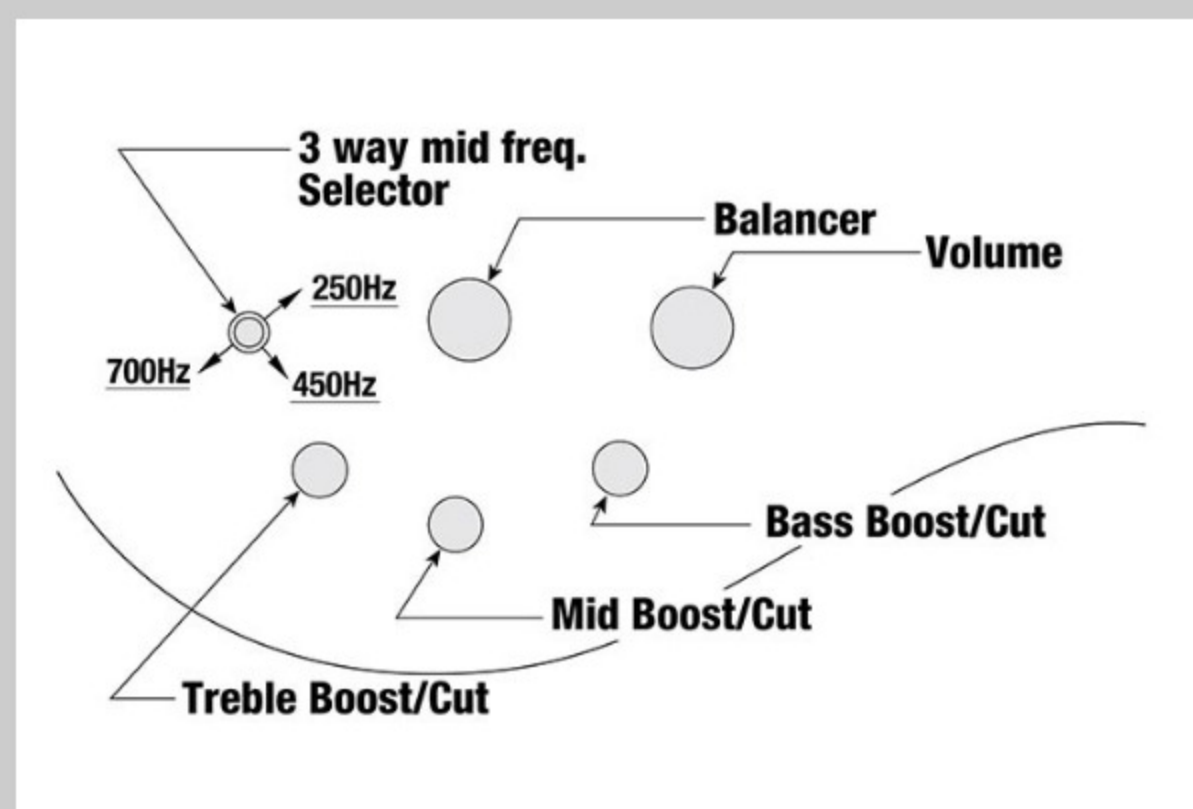 3 way mid freq.
Selector
Balancer
Volume
250Hz
700Hz
450Hz
Bass Boost/Cut
Mid Boost/Cut
Treble Boost/Cut